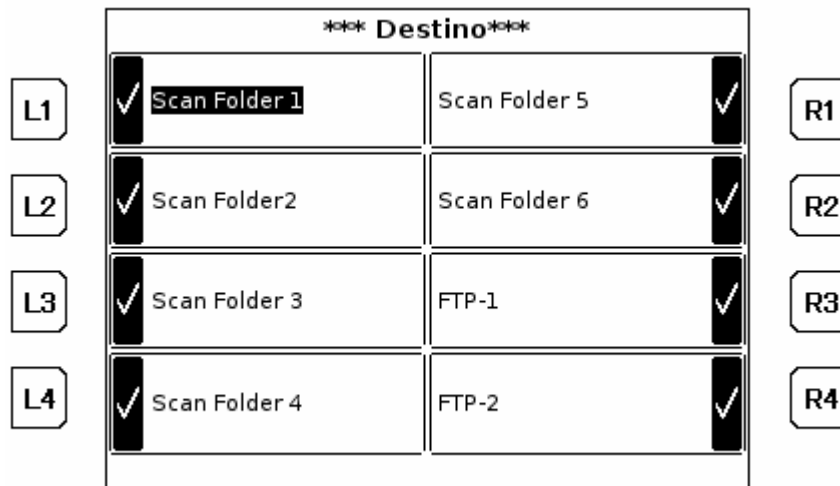 *** Destino***
L1 Scan Folder 1 Scan Folder 5 R1
L2 Scan Folder2 Scan Folder 6 R2
L3 Scan Folder 3 FTP-1 R3
L4 Scan Folder 4 FTP-2 R4